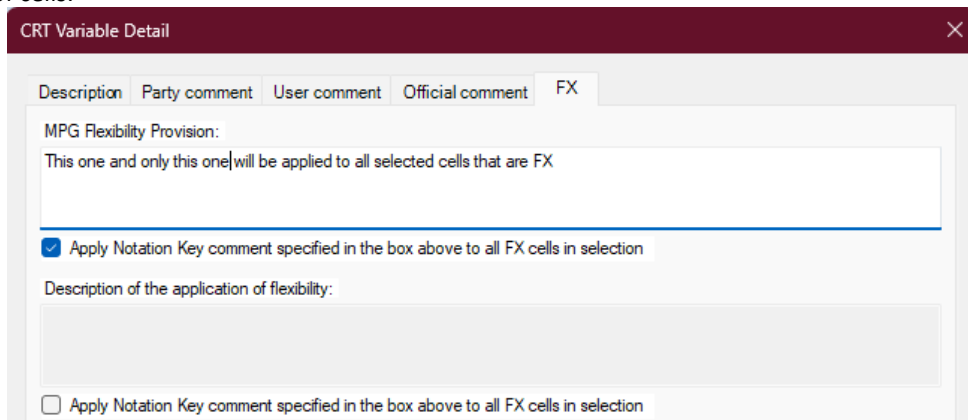 CRT Variable Detail
Description Party comment User comment Official comment FX
MPG Flexibility Provision:
This one and only this one will be applied to all selected cells that are FX
Apply Notation Key comment specified in the box above to all FX cells in selection
Description of the application of flexibility:
Apply Notation Key comment specified in the box above to all FX cells in selection